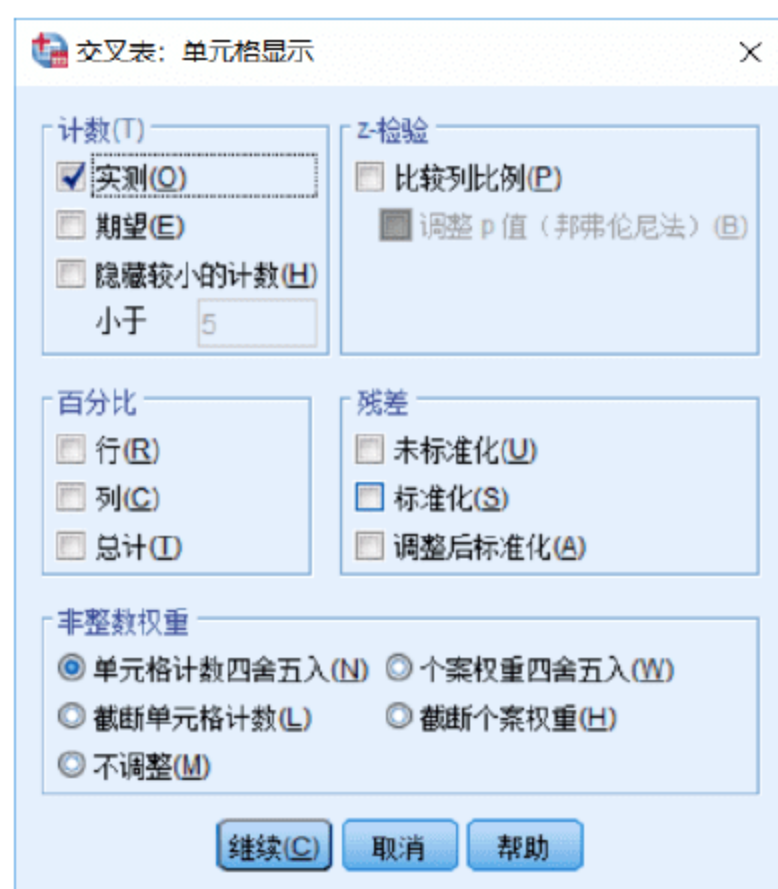 交叉表：单元格显示
计数(T)
实测(O)
期望(E)
隐藏较小的计数(H)
小于 5
z-检验
比较列比例(P)
调整 p 值（邦弗伦尼法）(B)
百分比
行(R)
列(C)
总计(T)
残差
未标准化(U)
标准化(S)
调整后标准化(A)
非整数权重
单元格计数四舍五入(N) 个案权重四舍五入(W)
截断单元格计数(L) 截断个案权重(H)
不调整(M)
继续(C) 取消 帮助